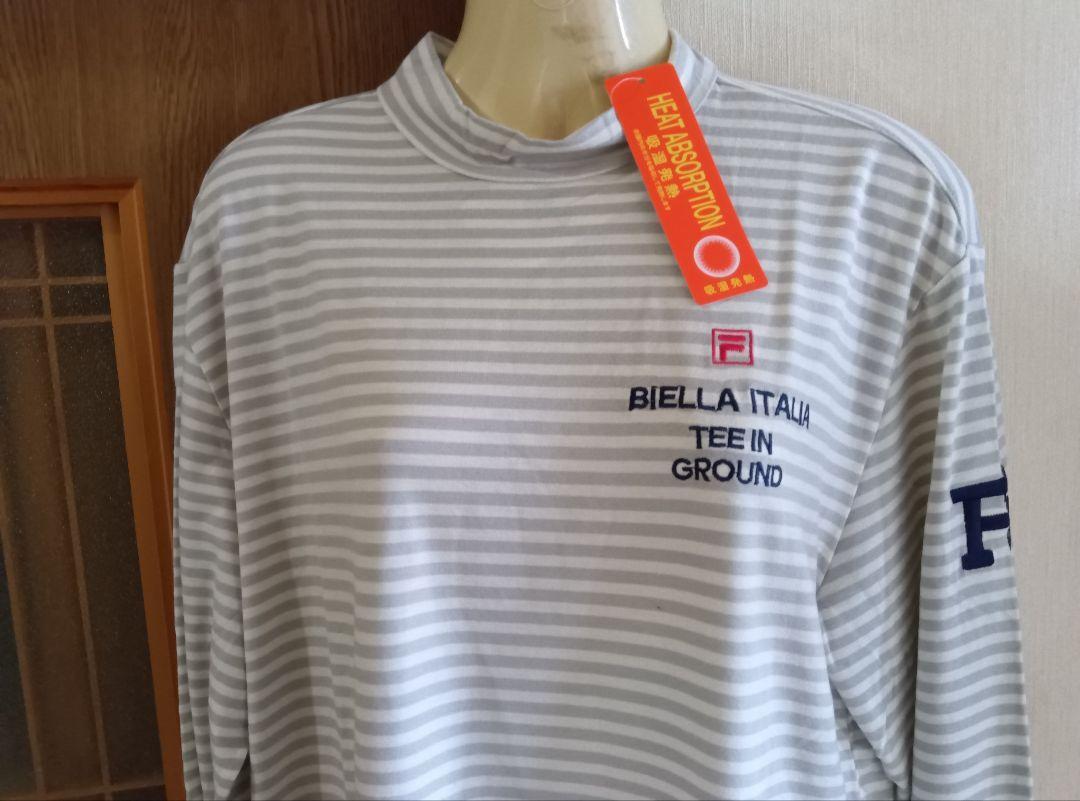 HEAT ABSORPTION
吸湿発熱
吸湿発熱
F
BIELLA ITALIA
TEE IN
GROUND
F